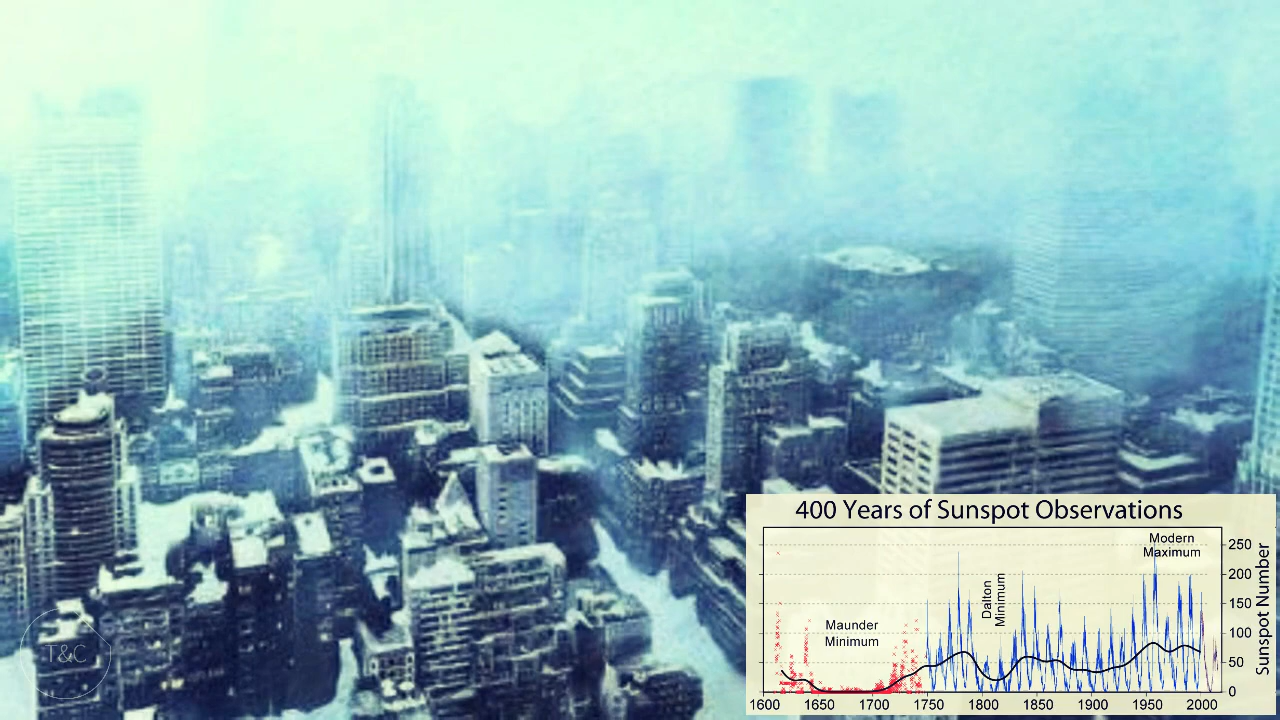 400 Years of Sunspot Observations
Modern
Maximum
Dalton
Minimum
Maunder
Minimum
250
200
150
100
50
0
Sunspot Number
1600 1650 1700 1750 1800 1850 1900 1950 2000
T&C